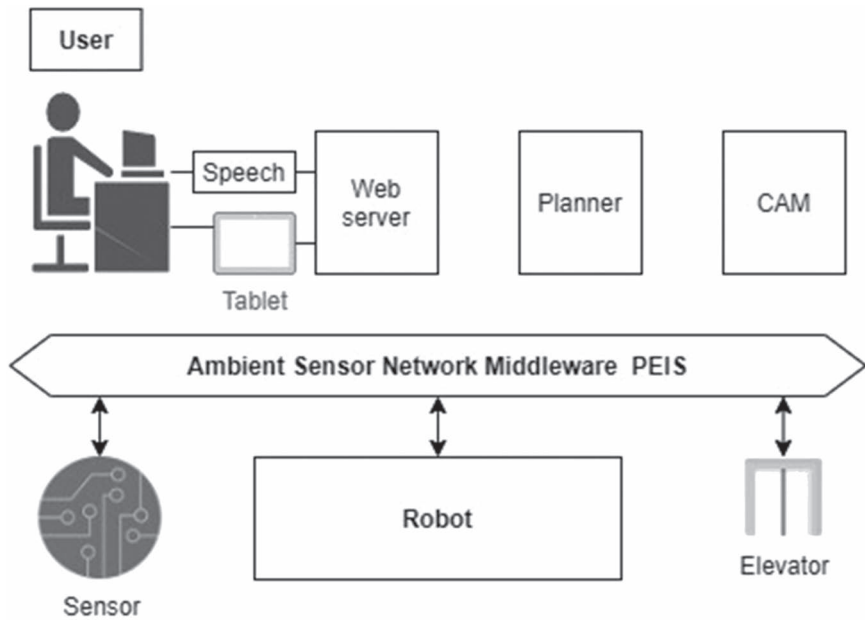 User
Speech
Web
server
Planner
CAM
Tablet
Ambient Sensor Network Middleware PEIS
Robot
Elevator
Sensor